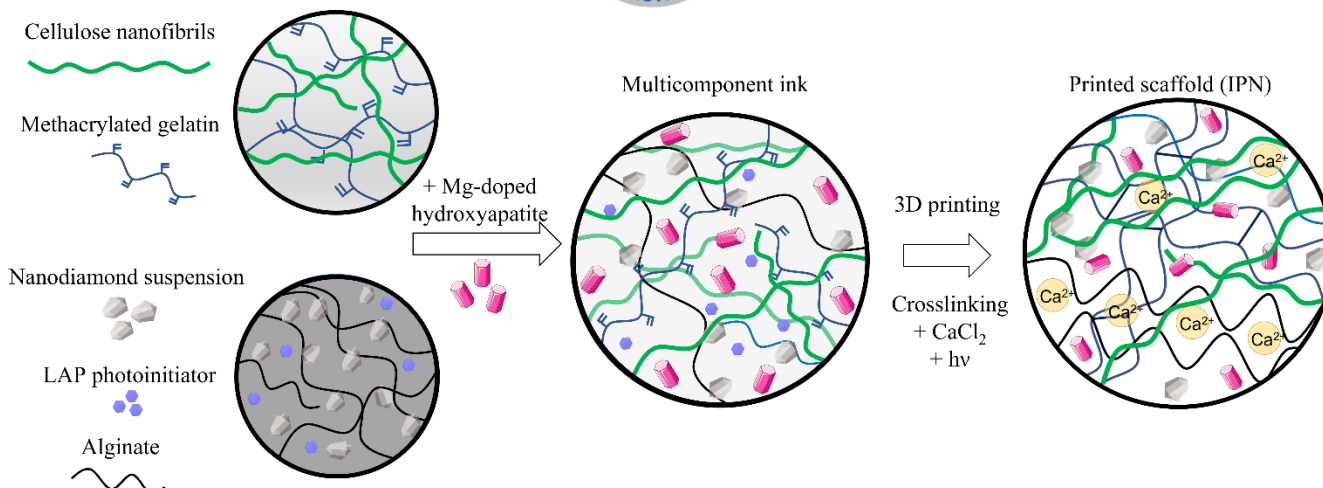 Cellulose nanofibrils
Methacrylated gelatin
Nanodiamond suspension
LAP photoinitiator
Alginate
+ Mg-doped
hydroxyapatite
Multicomponent ink
3D printing
Crosslinking
+ CaCl₂
+ hν
Printed scaffold (IPN)
Ca²⁺
Ca²⁺
Ca²⁺
Ca²⁺
Ca²⁺
Ca²⁺